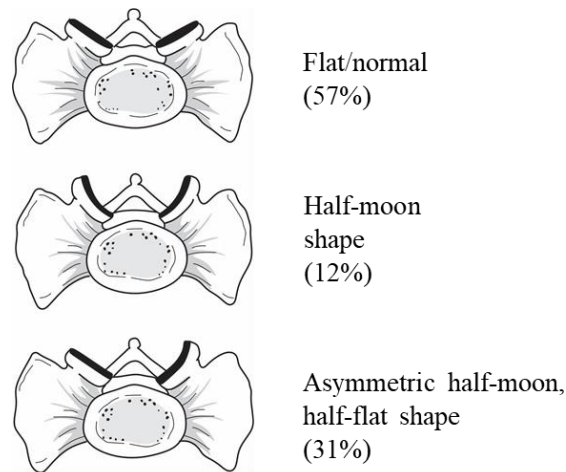 Flat/normal
(57%)
Half-moon
shape
(12%)
Asymmetric half-moon,
half-flat shape
(31%)